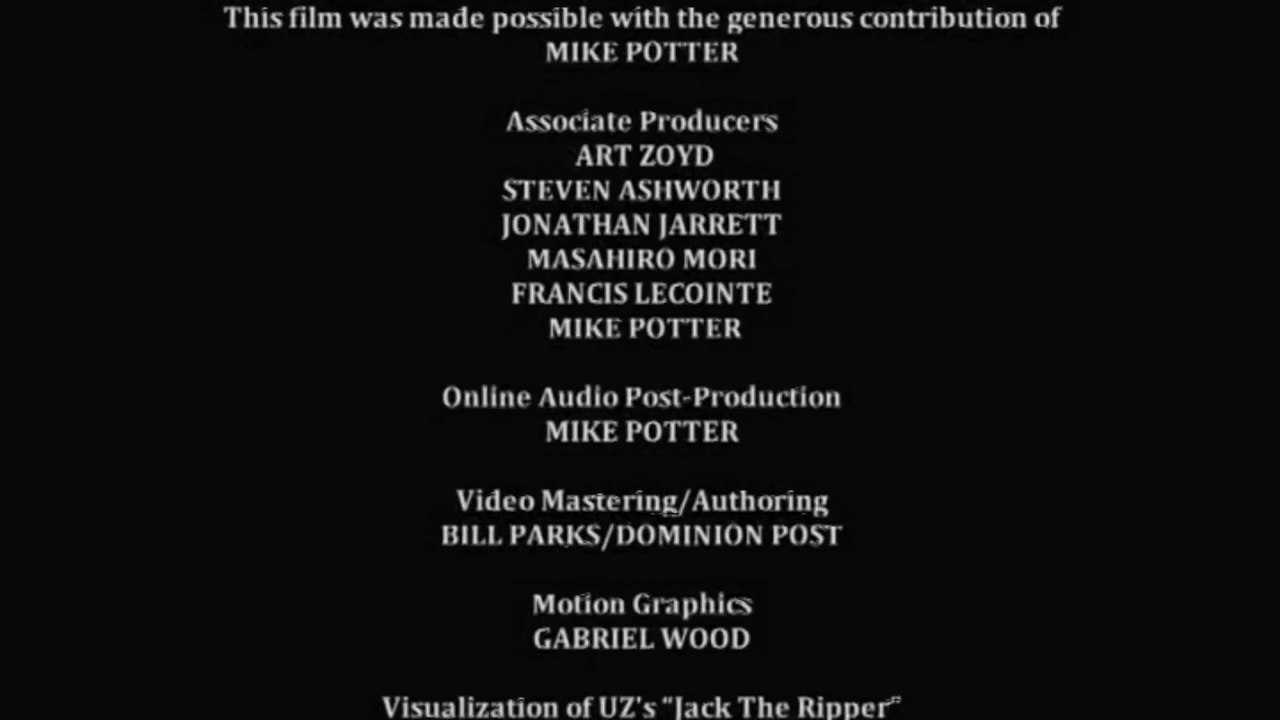 This film was made possible with the generous contribution of
MIKE POTTER
Associate Producers
ART ZOYD
STEVEN ASHWORTH
JONATHAN JARRETT
MASAHIRO MORI
FRANCIS LECOINTE
MIKE POTTER
Online Audio Post-Production
MIKE POTTER
Video Mastering/Authoring
BILL PARKS/DOMINION POST
Motion Graphics
GABRIEL WOOD
Visualization of UZ's “Jack The Ripper”